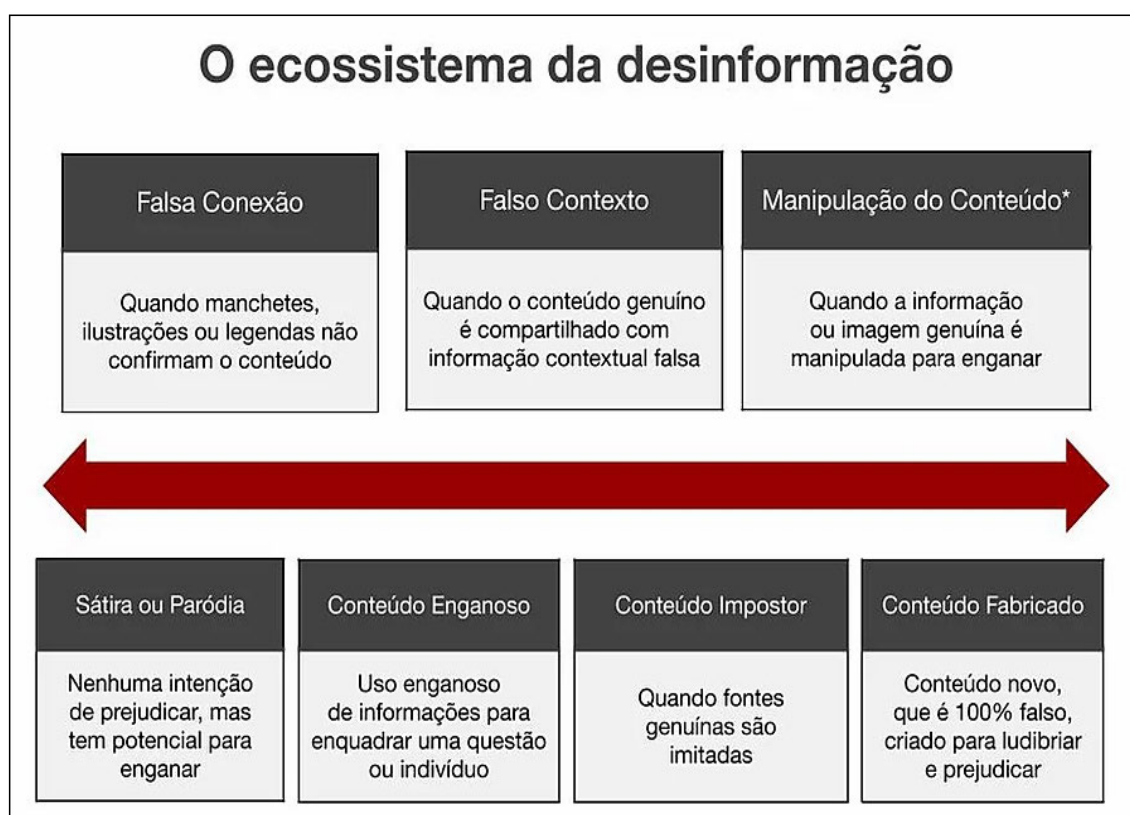 O ecossistema da desinformação
Falsa Conexão
Quando manchetes,
ilustrações ou legendas não
confirmam o conteúdo
Falso Contexto
Quando o conteúdo genuíno
é compartilhado com
informação contextual falsa
Manipulação do Conteúdo*
Quando a informação
ou imagem genuína é
manipulada para enganar
Sátira ou Paródia
Nenhuma intenção
de prejudicar, mas
tem potencial para
enganar
Conteúdo Enganoso
Uso enganoso
de informações para
enquadrar uma questão
ou indivíduo
Conteúdo Impostor
Quando fontes
genuínas são
imitadas
Conteúdo Fabricado
Conteúdo novo,
que é 100% falso,
criado para ludibriar
e prejudicar